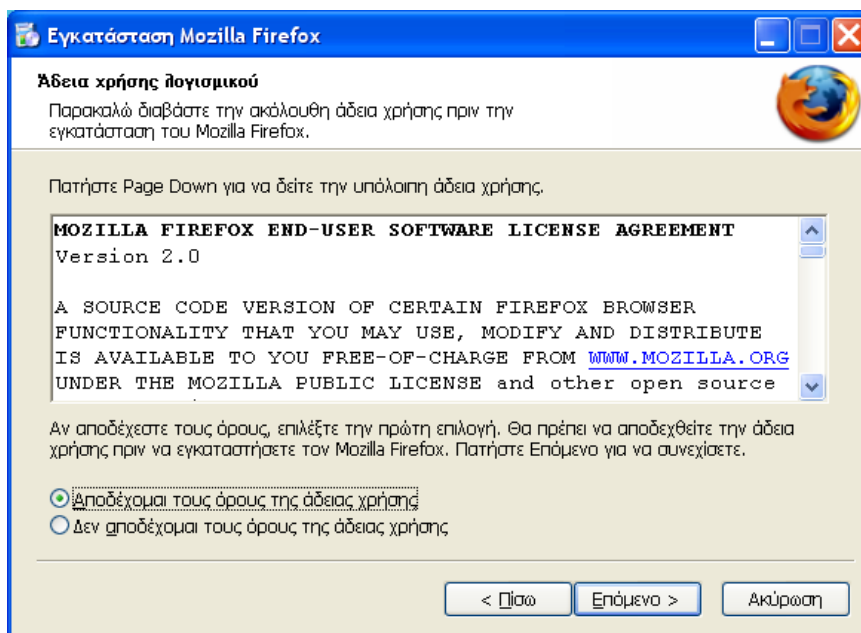 Εγκατάσταση Mozilla Firefox
Άδεια χρήσης λογισμικού
Παρακαλώ διαβάστε την ακόλουθη άδεια χρήσης πριν την
εγκατάσταση του Mozilla Firefox.
Πατήστε Page Down για να δείτε την υπόλοιπη άδεια χρήσης.
MOZILLA FIREFOX END-USER SOFTWARE LICENSE AGREEMENT
Version 2.0
A SOURCE CODE VERSION OF CERTAIN FIREFOX BROWSER
FUNCTIONALITY THAT YOU MAY USE, MODIFY AND DISTRIBUTE
IS AVAILABLE TO YOU FREE-OF-CHARGE FROM WWW.MOZILLA.ORG
UNDER THE MOZILLA PUBLIC LICENSE and other open source
Αν αποδέχεστε τους όρους, επιλέξτε την πρώτη επιλογή. Θα πρέπει να αποδεχθείτε την άδεια
χρήσης πριν να εγκαταστήσετε τον Mozilla Firefox. Πατήστε Επόμενο για να συνεχίσετε.
Αποδέχομαι τους όρους της άδειας χρήσης
Δεν αποδέχομαι τους όρους της άδειας χρήσης
< Πίσω Επόμενο > Ακύρωση